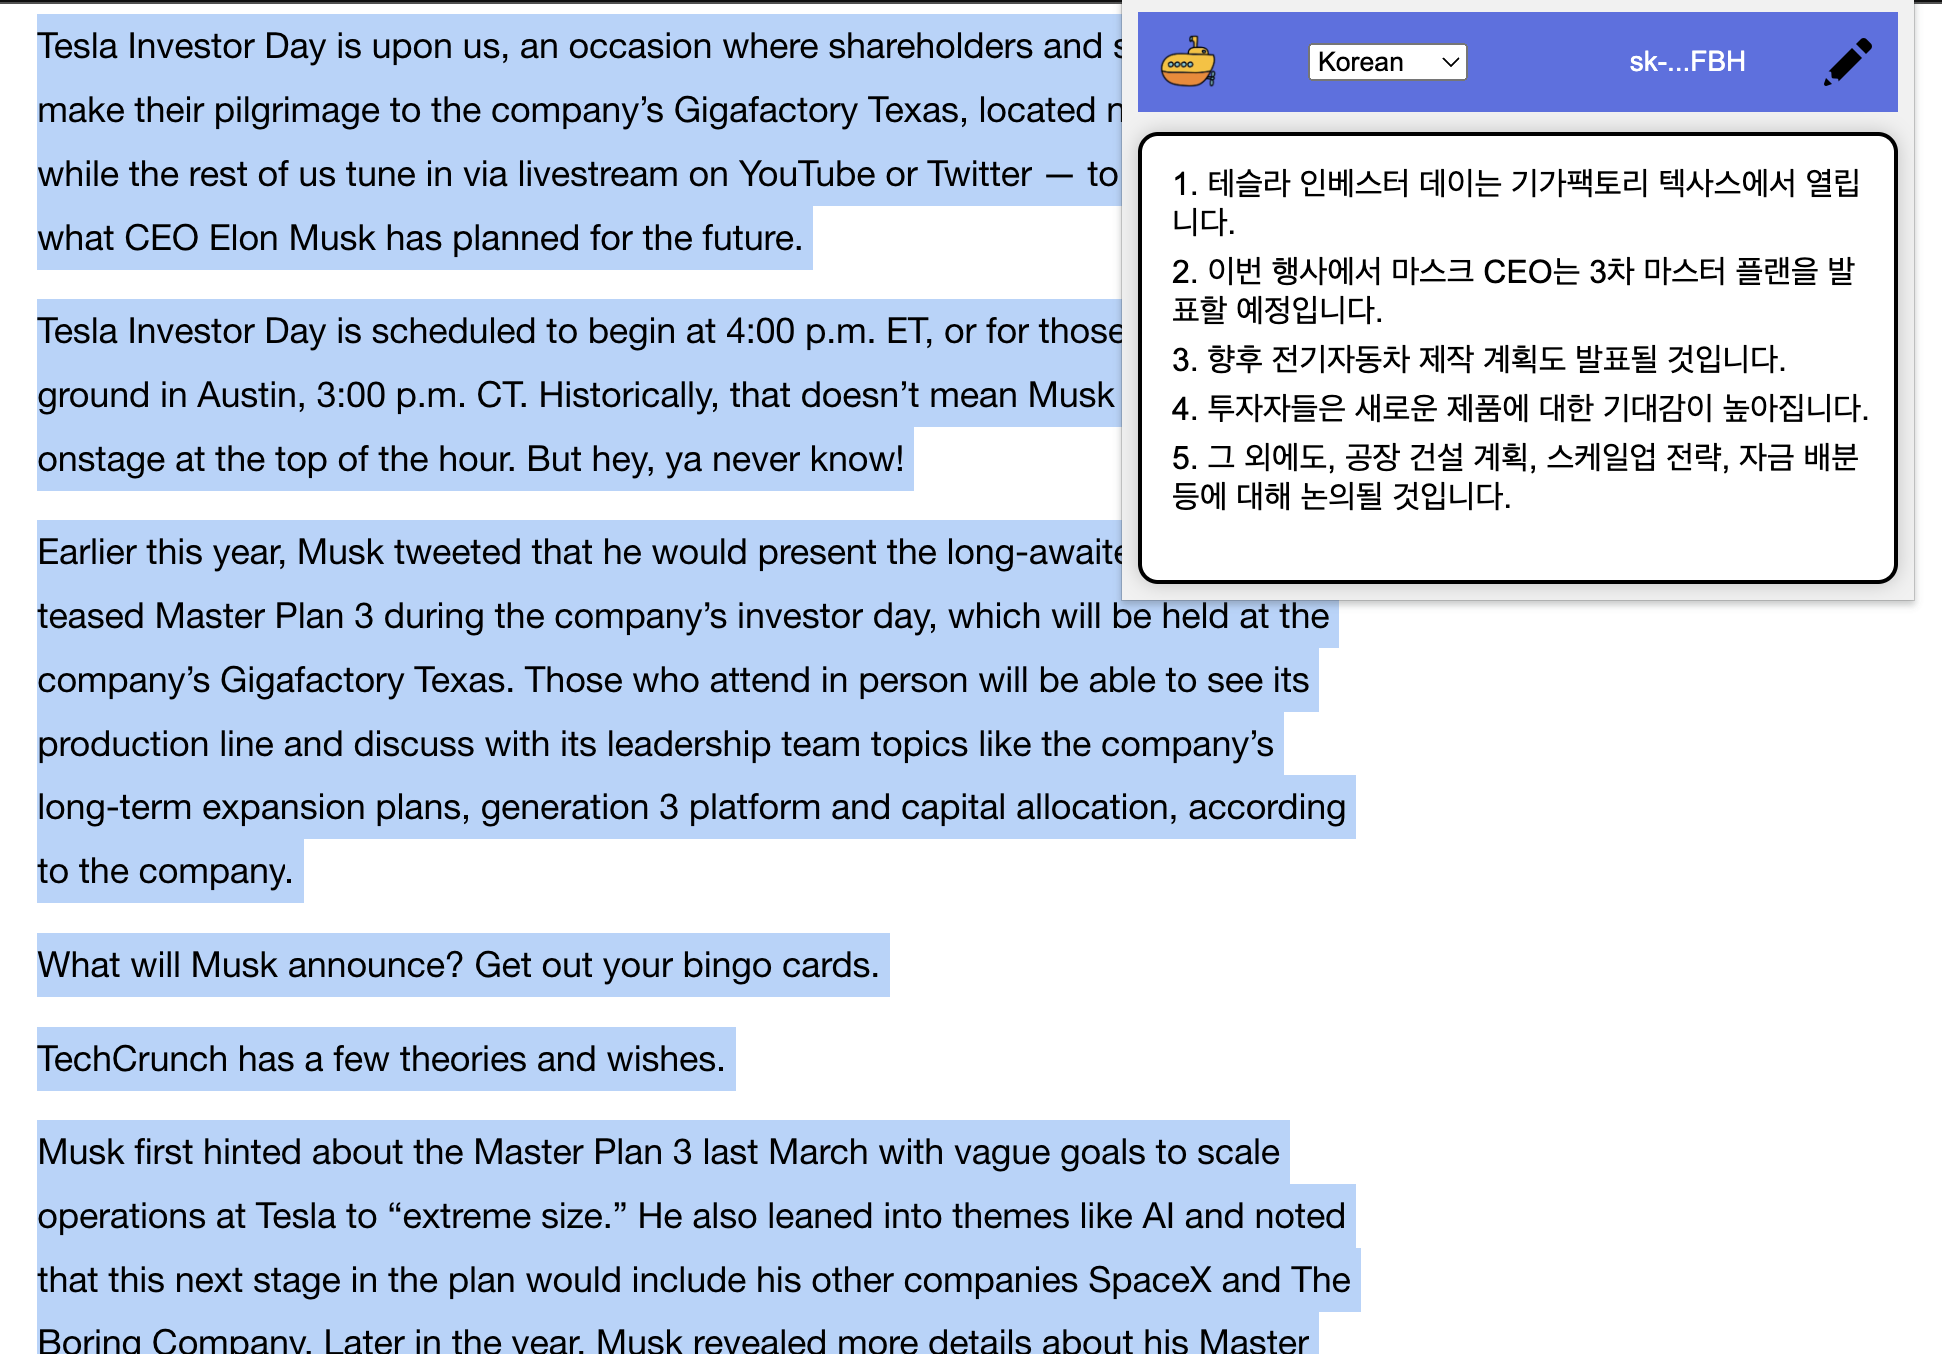 Tesla Investor Day is upon us, an occasion where shareholders and
make their pilgrimage to the company’s Gigafactory Texas, located
while the rest of us tune in via livestream on YouTube or Twitter — to
what CEO Elon Musk has planned for the future.
Tesla Investor Day is scheduled to begin at 4:00 p.m. ET, or for those
ground in Austin, 3:00 p.m. CT. Historically, that doesn’t mean Musk
onstage at the top of the hour. But hey, ya never know!
Earlier this year, Musk tweeted that he would present the
teased Master Plan 3 during the company’s investor day, which will be held at the
company’s Gigafactory Texas. Those who attend in person will be able to see its
production line and discuss with its leadership team topics like the company’s
long-term expansion plans, generation 3 platform and capital allocation, according
to the company.
What will Musk announce? Get out your bingo cards.
TechCrunch has a few theories and wishes.
Musk first hinted about the Master Plan 3 last March with vague goals to scale
operations at Tesla to “extreme size.” He also leaned into themes like AI and noted
that this next stage in the plan would include his other companies SpaceX and The
Boring Company. Later in the year, Musk revealed more details about his Master
Korean
sk-...FBH
1. 테슬라 인베스터 데이는 기가팩토리 텍사스에서 열립
니다.
2. 이번 행사에서 마스크 CEO는 3차 마스터 플랜을 발
표할 예정입니다.
3. 향후 전기자동차 제작 계획도 발표될 것입니다.
4. 투자자들은 새로운 제품에 대한 기대감이 높아집니다.
5. 그 외에도, 공장 건설 계획, 스케일업 전략, 자금 배분
등에 대해 논의될 것입니다.